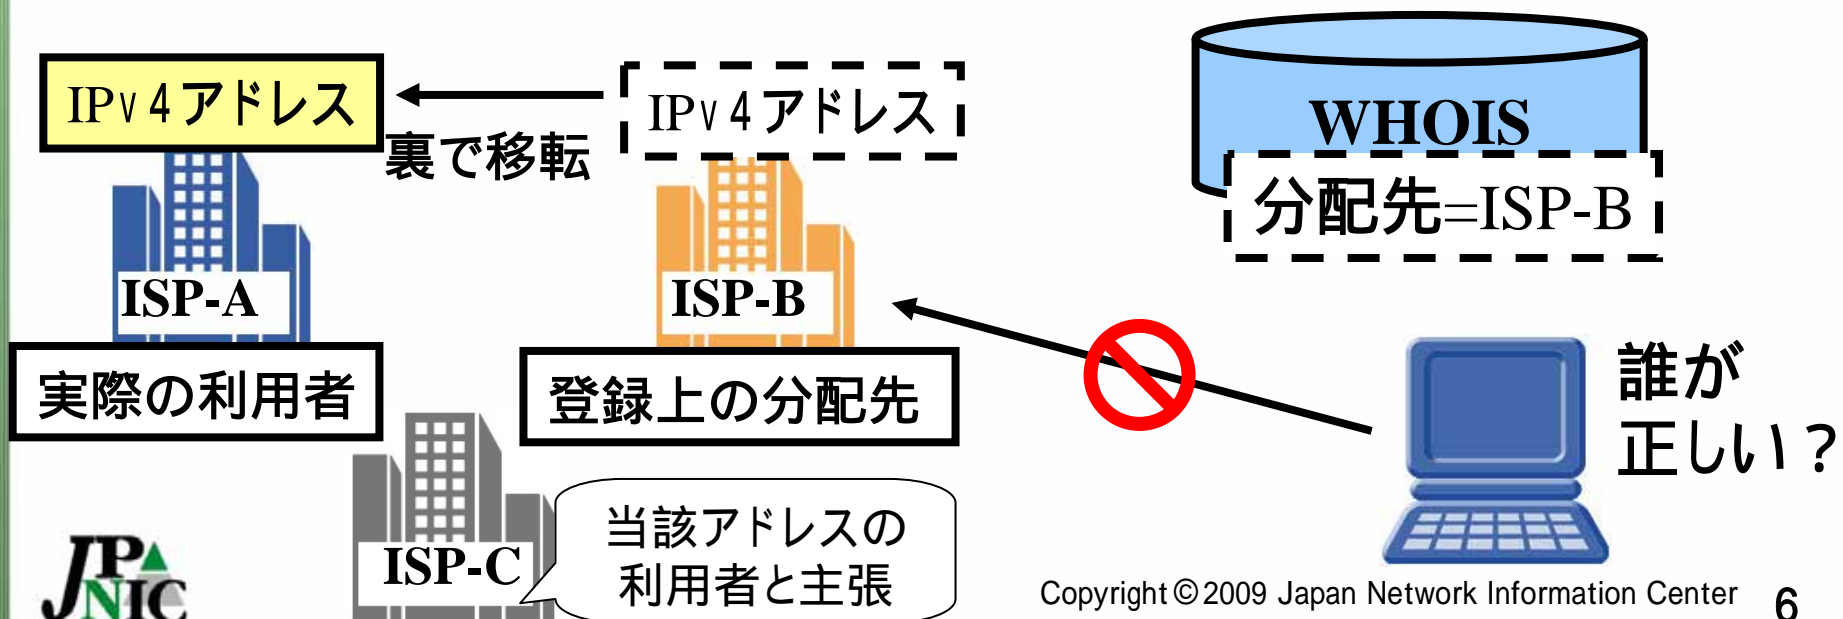 IPv4アドレス
裏で移転
IPv4アドレス
WHOIS
分配先=ISP-B
ISP-A
ISP-B
実際の利用者
登録上の分配先
誰が
正しい？
ISP-C
当該アドレスの
利用者と主張
JPNIC
Copyright © 2009 Japan Network Information Center
6